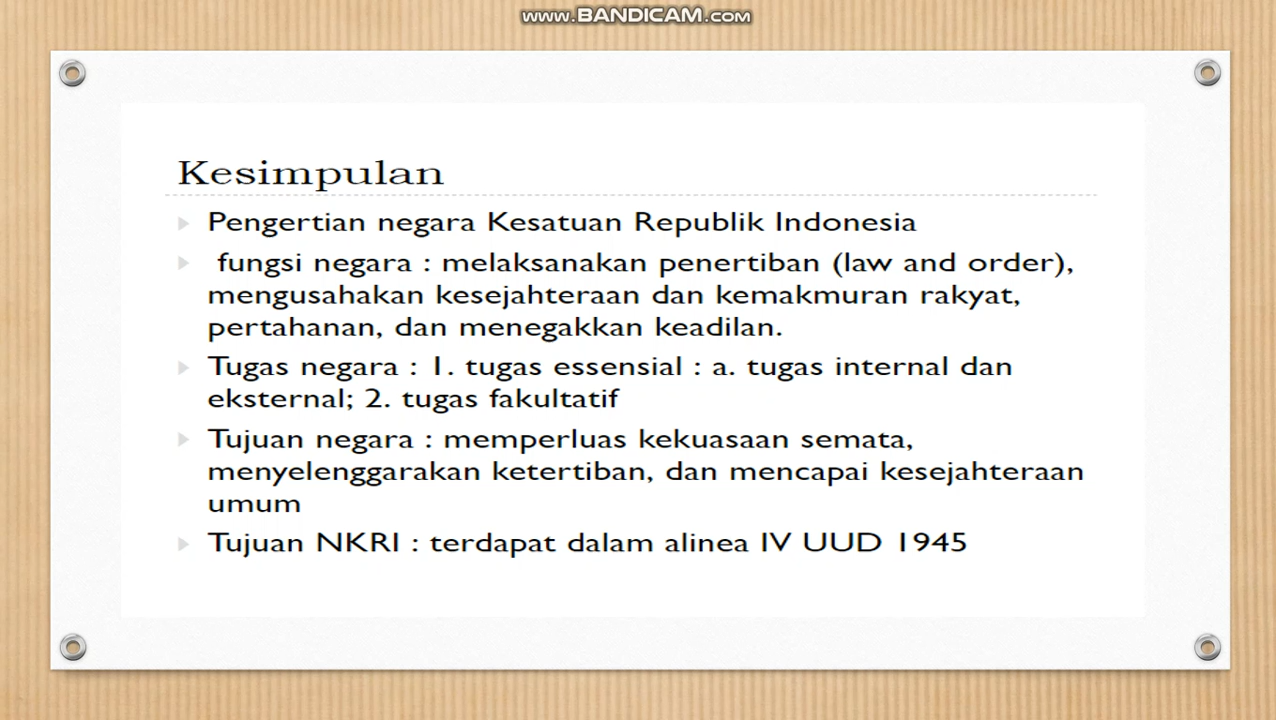 www.BANDICAM.com
Kesimpulan
Pengertian negara Kesatuan Republik Indonesia
fungsi negara : melaksanakan penertiban (law and order),
mengusahakan kesejahteraan dan kemakmuran rakyat,
pertahanan, dan menegakkan keadilan.
Tugas negara : 1. tugas essensial : a. tugas internal dan
eksternal; 2. tugas fakultatif
Tujuan negara : memperluas kekuasaan semata,
menyelenggarakan ketertiban, dan mencapai kesejahteraan
umum
Tujuan NKRI : terdapat dalam alinea IV UUD 1945